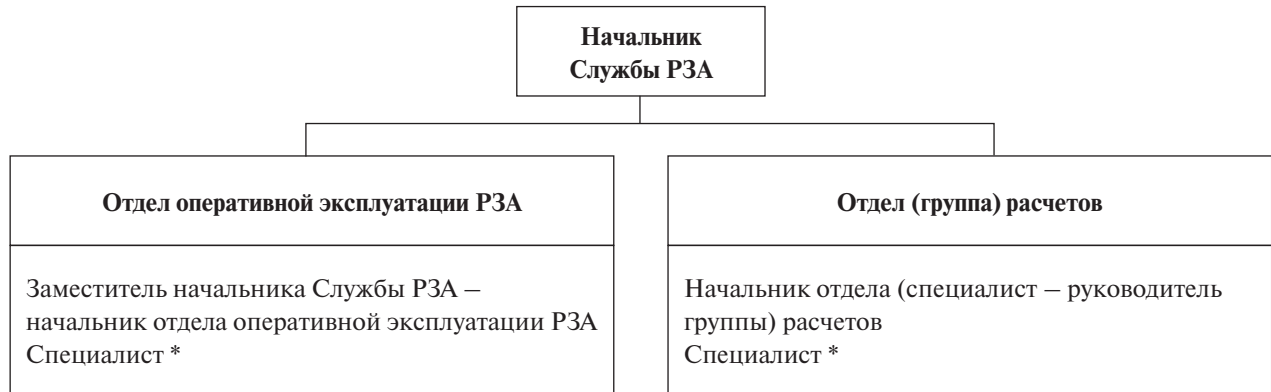 Начальник
Службы РЗА
Отдел оперативной эксплуатации РЗА
Заместитель начальника Службы РЗА –
начальник отдела оперативной эксплуатации РЗА
Специалист *
Отдел (группа) расчетов
Начальник отдела (специалист – руководитель
группы) расчетов
Специалист *